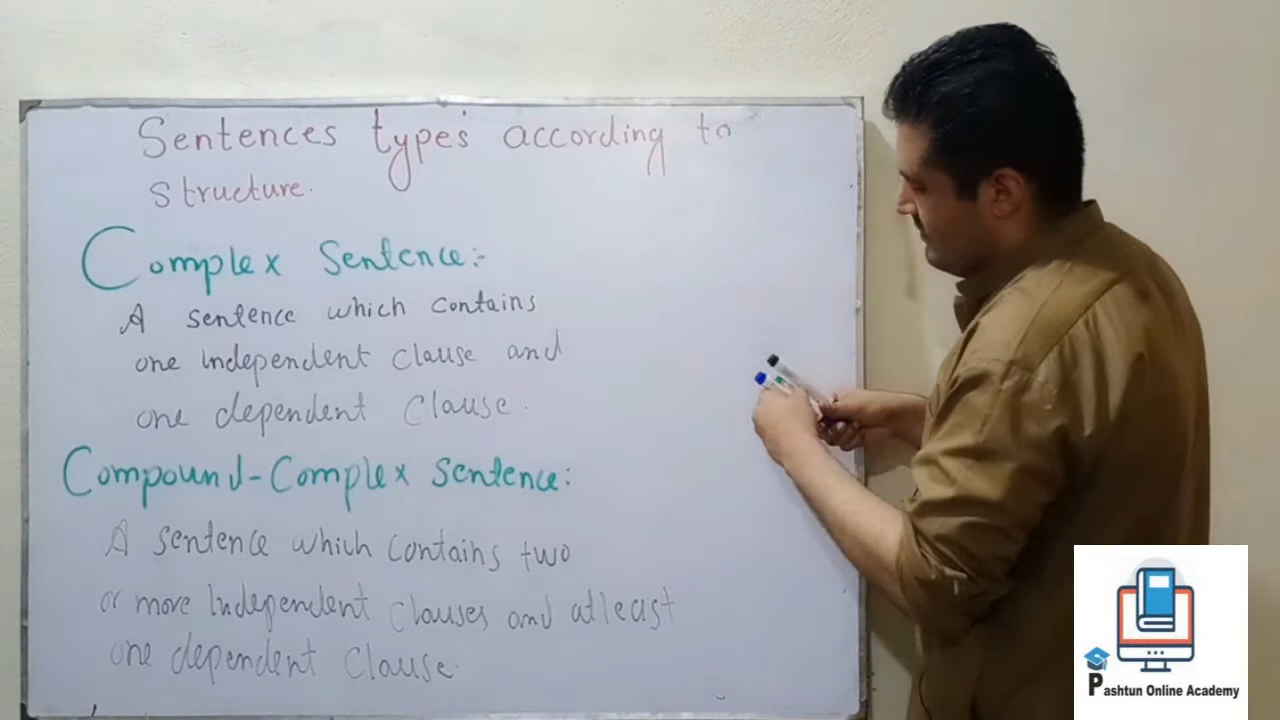 Sentences types according to
structure.
Complex Sentence:-
A sentence which contains
one independent clause and
one dependent clause.
Compound-Complex sentence:
A sentence which contains two
or more independent clauses and atleast
one dependent clause.
Pashtun Online Academy